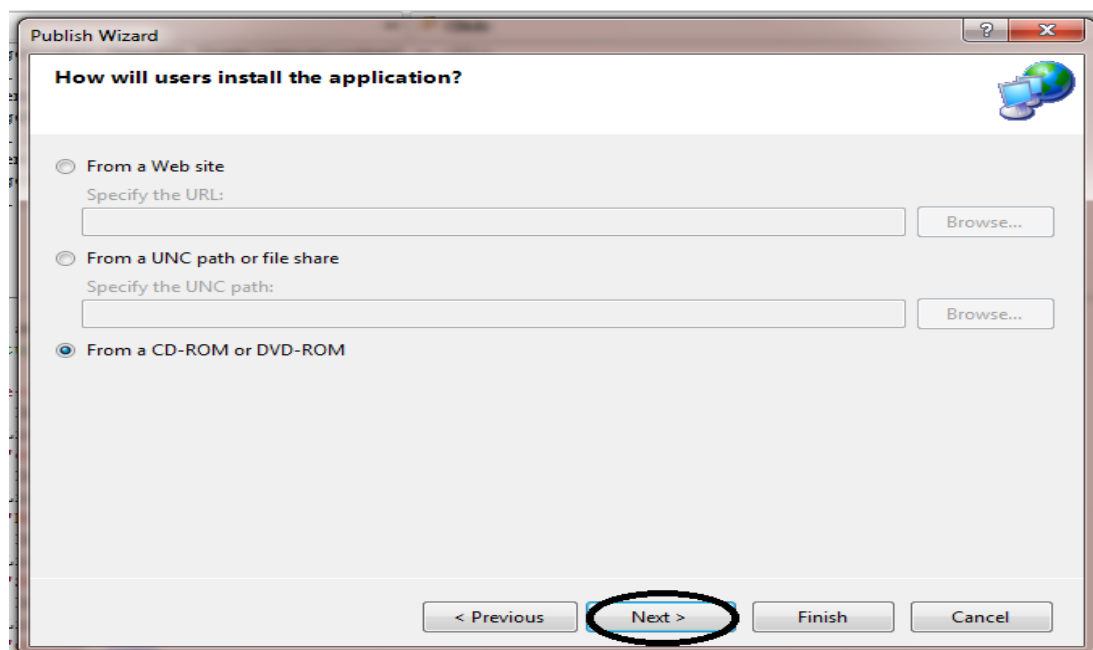 Publish Wizard
How will users install the application?
From a Web site
Specify the URL:
Browse...
From a UNC path or file share
Specify the UNC path:
Browse...
From a CD-ROM or DVD-ROM
< Previous Next > Finish Cancel